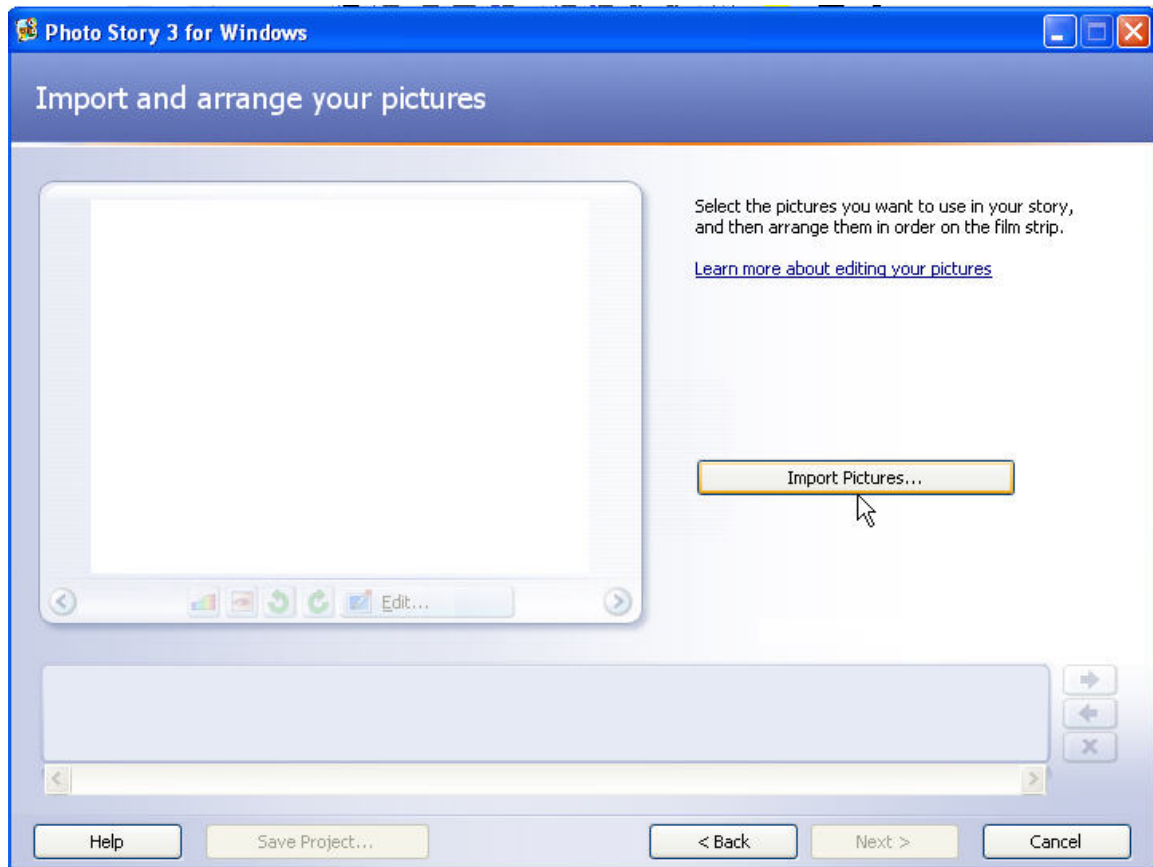 Photo Story 3 for Windows
Import and arrange your pictures
Select the pictures you want to use in your story,
and then arrange them in order on the film strip.
Learn more about editing your pictures
Import Pictures...
Edit...
Help
Save Project...
< Back
Next >
Cancel